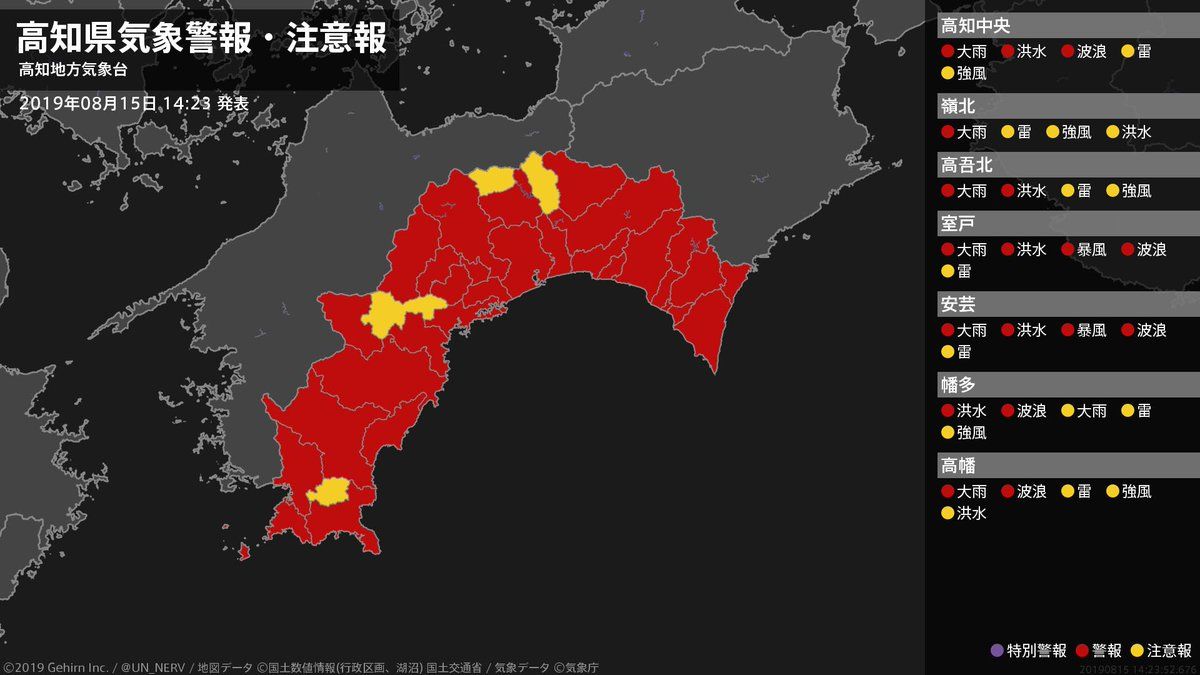 高知県気象警報・注意報
高知地方気象台
2019年08月15日 14:23 発表
高知中央
大雨 洪水 波浪 雷
強風
嶺北
大雨 雷 強風 洪水
高吾北
大雨 洪水 雷 強風
室戸
大雨 洪水 暴風 波浪
雷
安芸
大雨 洪水 暴風 波浪
雷
幡多
洪水 波浪 大雨 雷
強風
高幡
大雨 波浪 雷 強風
洪水
特別警報 警報 注意報
©2019 Gehirn Inc. / @UN_NERV / 地図データ ©国土数値情報(行政区画、湖沼) 国土交通省 / 気象データ ©気象庁
20190815 14:23:52.676